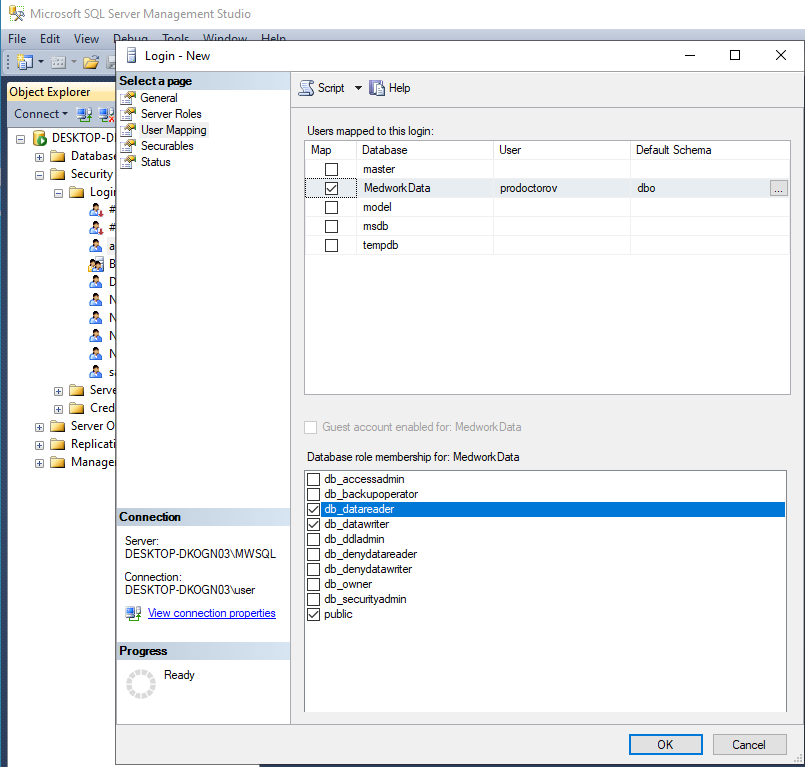 Microsoft SQL Server Management Studio
File Edit View Debug Tools Window Help
Login - New
Object Explorer
Connect
DESKTOP-D
Databas
Security
Login
#
#
a
B
D
N
N
N
N
sa
Serve
Cred
Server O
Replicati
Manage
Select a page
General
Server Roles
User Mapping
Securables
Status
Connection
Server:
DESKTOP-DKOGN03\MWSQL
Connection:
DESKTOP-DKOGN03\user
View connection properties
Progress
Ready
Script Help
Users mapped to this login:
Map Database User Default Schema
master
MedworkData prodoctorov dbo ...
model
msdb
tempdb
Guest account enabled for: MedworkData
Database role membership for: MedworkData
db_accessadmin
db_backupoperator
db_datareader
db_datawriter
db_ddladmin
db_denydatareader
db_denydatawriter
db_owner
db_securityadmin
public
OK Cancel